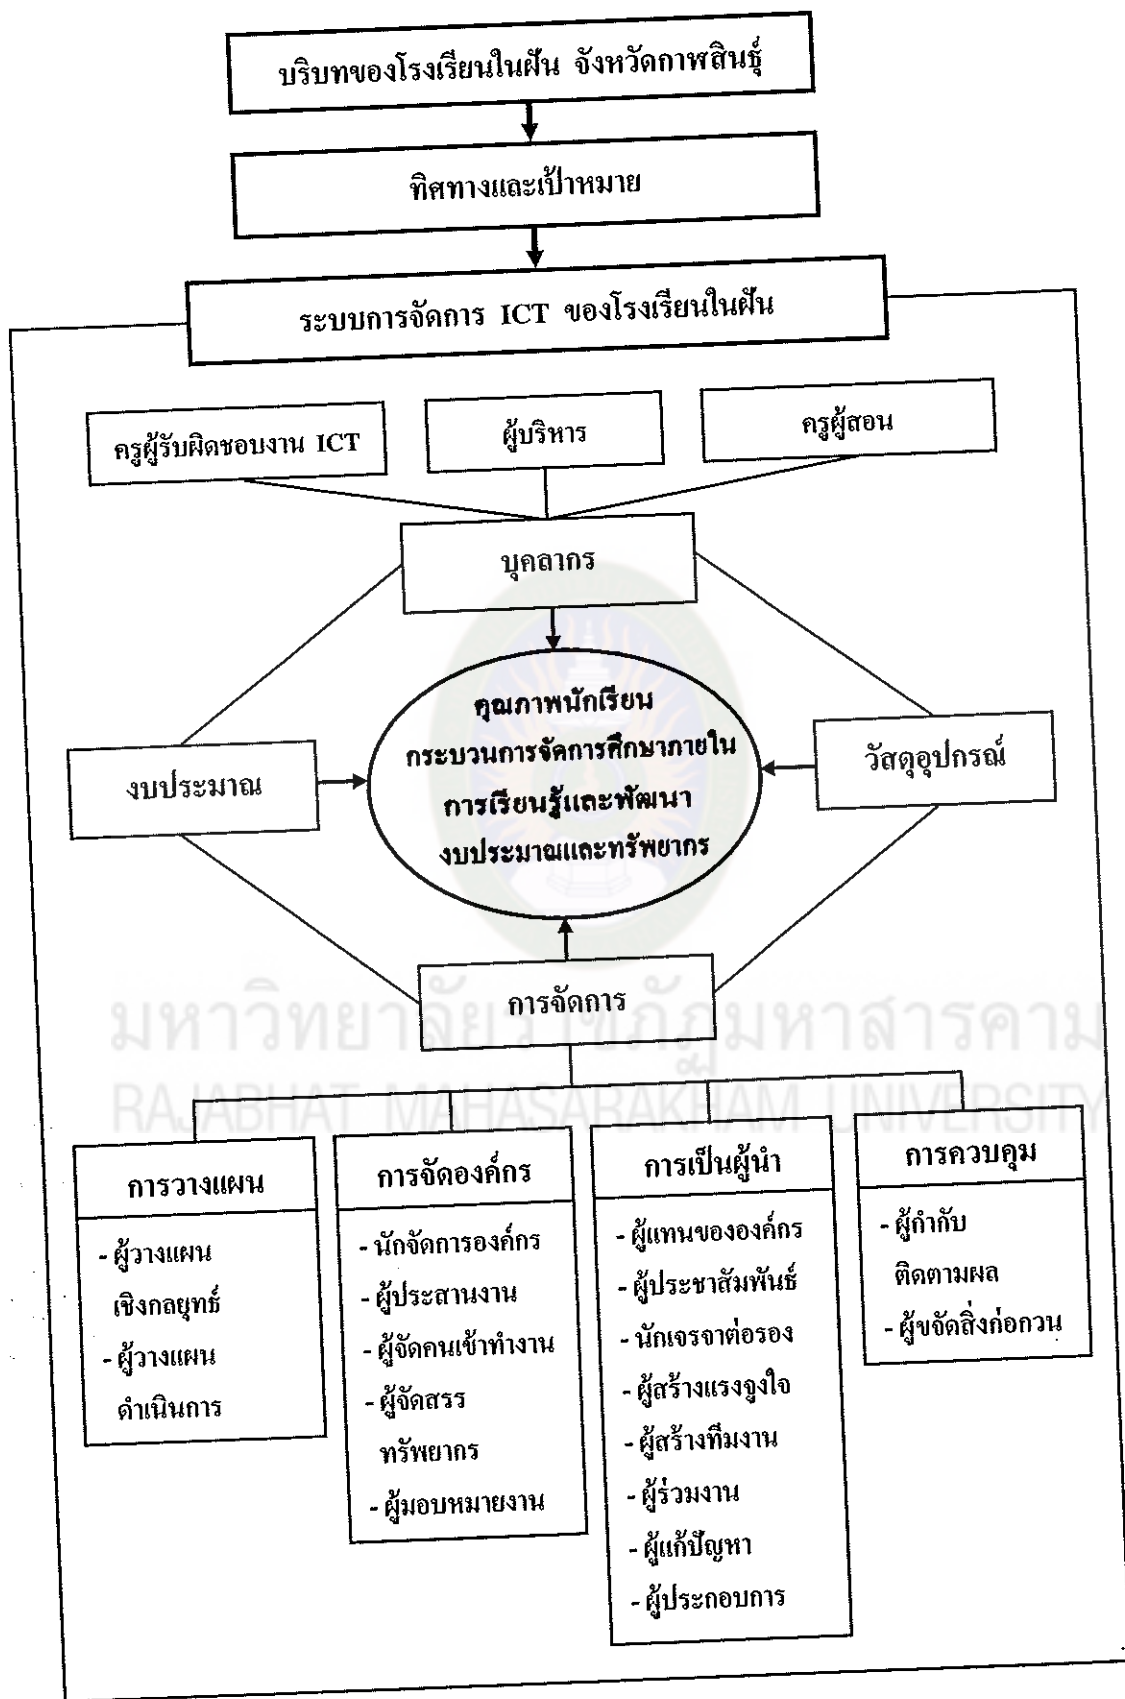 บริบทของโรงเรียนในฝัน จังหวัดกาฬสินธุ์
ทิศทางและเป้าหมาย
ระบบการจัดการ ICT ของโรงเรียนในฝัน
ครูผู้รับผิดชอบงาน ICT
ผู้บริหาร
ครูผู้สอน
บุคลากร
งบประมาณ
คุณภาพนักเรียน
กระบวนการจัดการศึกษาภายใน
การเรียนรู้และพัฒนา
งบประมาณและทรัพยากร
วัสดุอุปกรณ์
การจัดการ
มหาวิทยาลัยราชภัฏมหาสารคาม
RAJABHAT MAHASARAKHAM UNIVERSITY
การวางแผน
- ผู้วางแผน
เชิงกลยุทธ์
- ผู้วางแผน
ดำเนินการ
การจัดองค์กร
- นักจัดการองค์กร
- ผู้ประสานงาน
- ผู้จัดคนเข้าทำงาน
- ผู้จัดสรร
ทรัพยากร
- ผู้มอบหมายงาน
การเป็นผู้นำ
- ผู้แทนขององค์กร
- ผู้ประชาสัมพันธ์
- นักเจรจาต่อรอง
- ผู้สร้างแรงจูงใจ
- ผู้สร้างทีมงาน
- ผู้ร่วมงาน
- ผู้แก้ปัญหา
- ผู้ประกอบการ
การควบคุม
- ผู้กำกับ
ติดตามผล
- ผู้ขจัดสิ่งก่อกวน